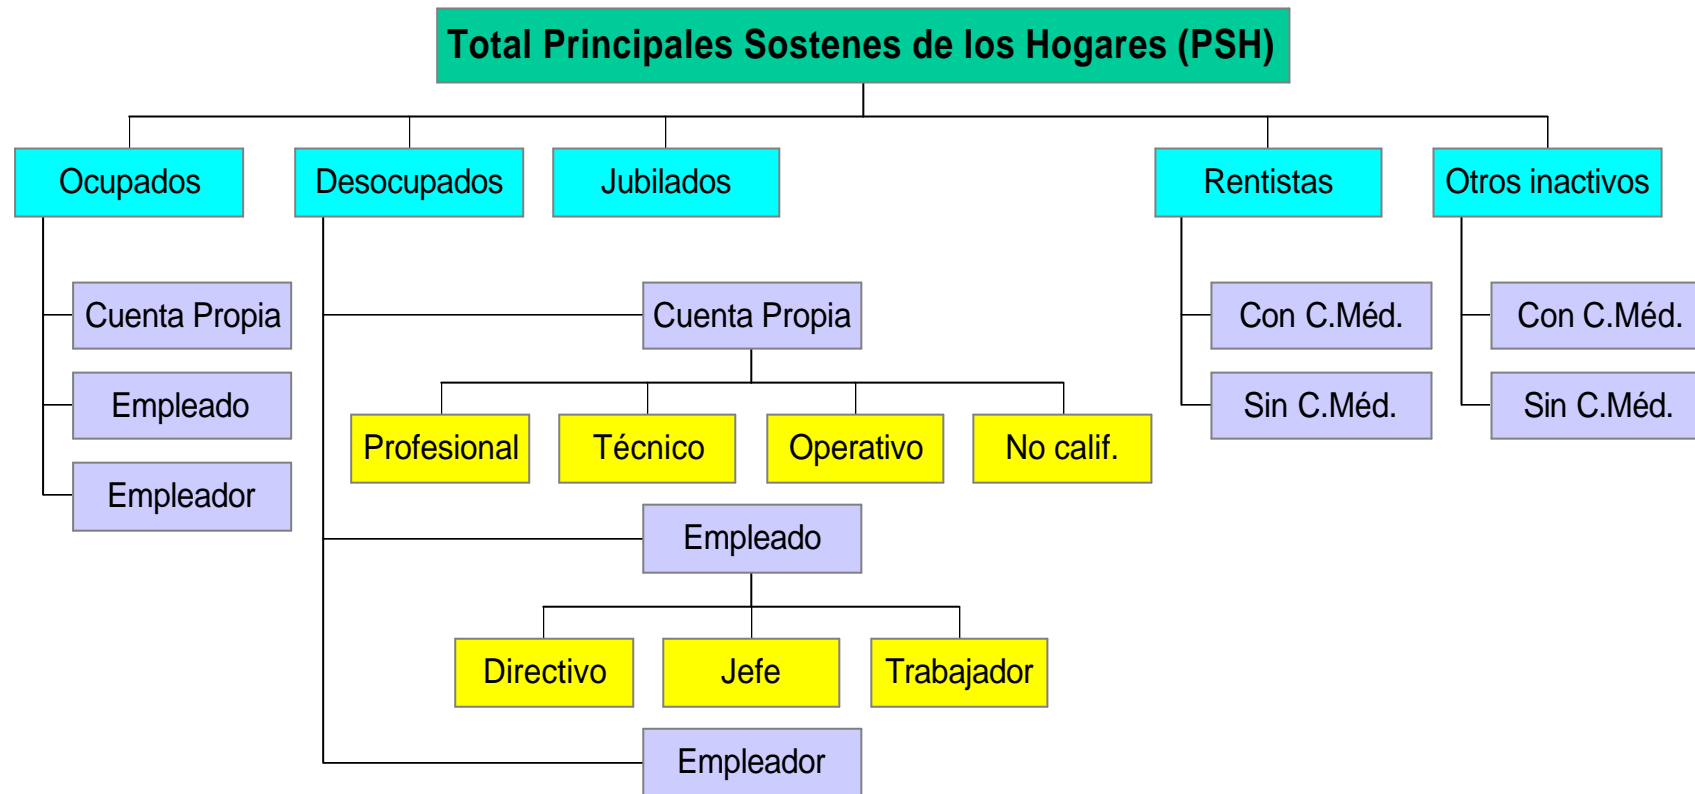 Total Principales Sostenes de los Hogares (PSH)
Ocupados
Desocupados
Jubilados
Rentistas
Otros inactivos
Cuenta Propia
Empleado
Empleador
Cuenta Propia
Profesional
Técnico
Operativo
No calif.
Empleado
Directivo
Jefe
Trabajador
Empleador
Con C.Méd.
Sin C.Méd.
Con C.Méd.
Sin C.Méd.